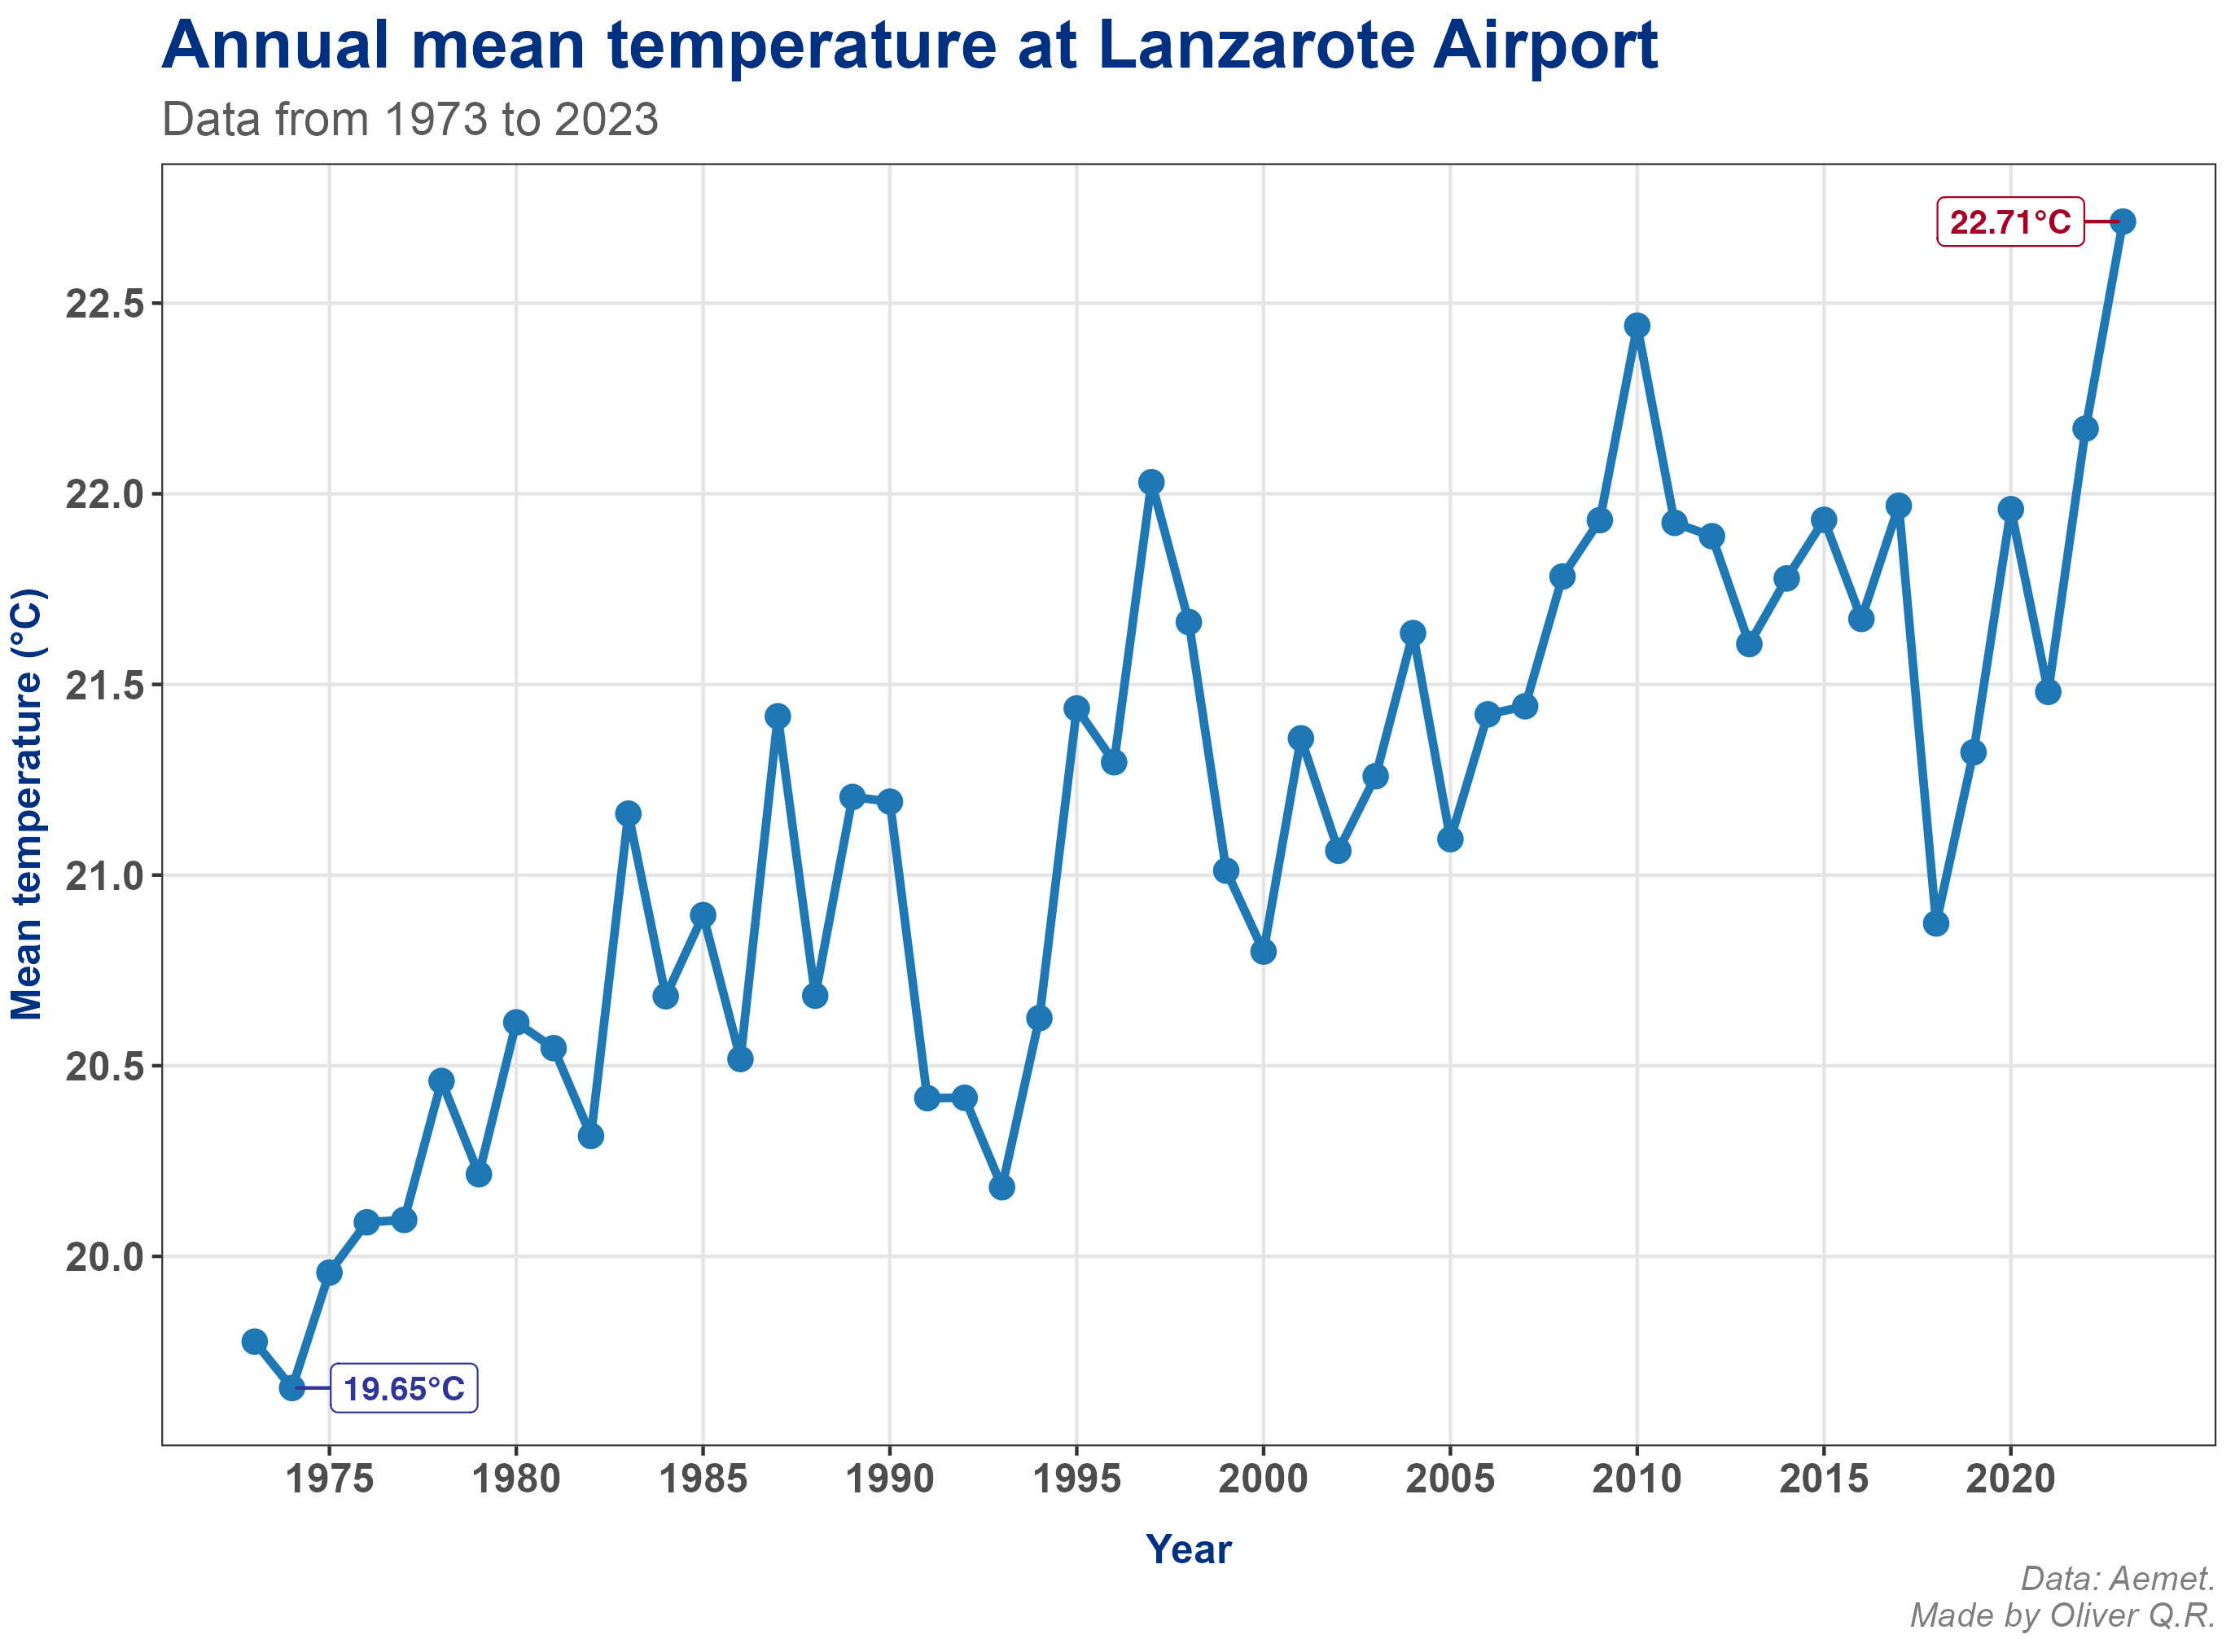 Annual mean temperature at Lanzarote Airport
Data from 1973 to 2023
22.71°C
22.5
22.0
21.5
21.0
20.5
20.0
Mean temperature (°C)
19.65°C
1975 1980 1985 1990 1995 2000 2005 2010 2015 2020
Year
Data: Aemet.
Made by Oliver Q.R.